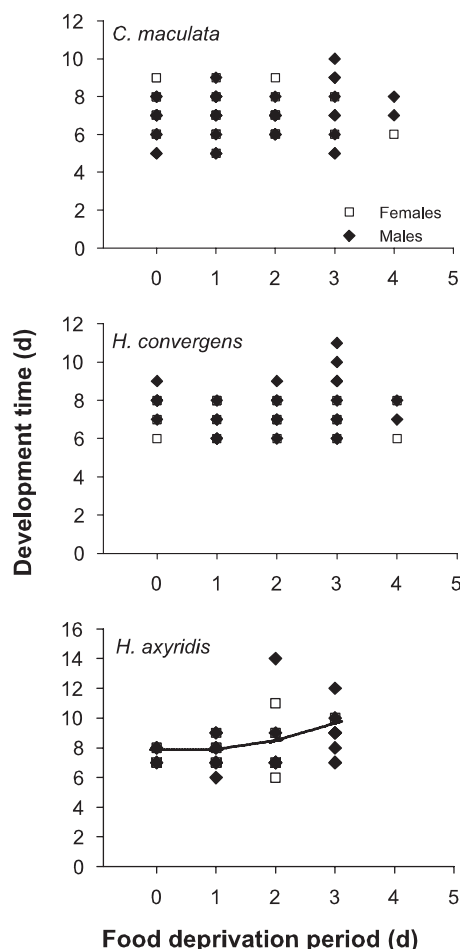 C. maculata
12
10
8
6
4
2
0
Females
Males
0 1 2 3 4 5
H. convergens
12
10
8
6
4
2
0
0 1 2 3 4 5
Development time (d)
H. axyridis
16
14
12
10
8
6
4
2
0
0 1 2 3 4 5
Food deprivation period (d)